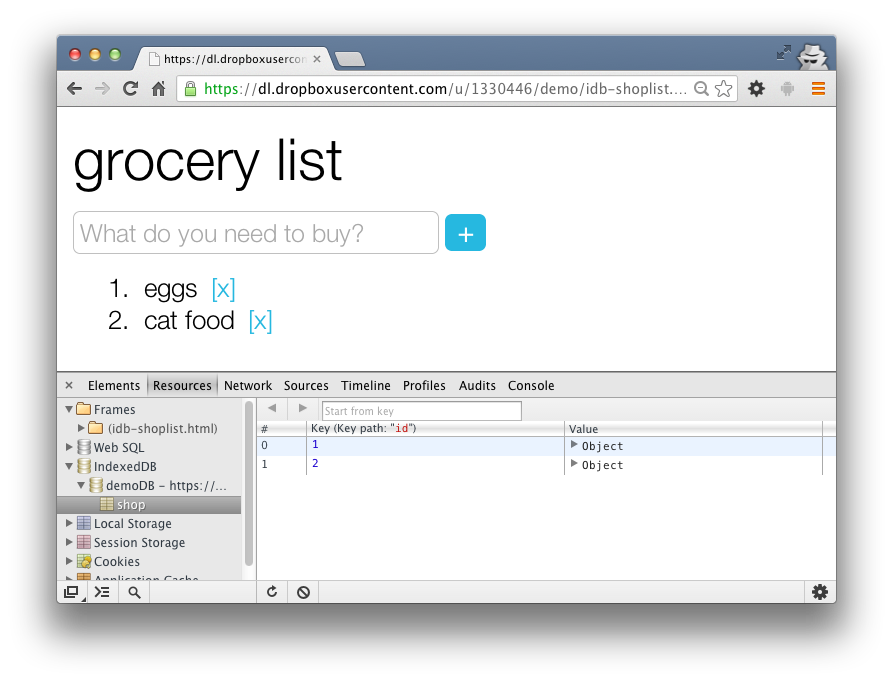 https://dl.dropboxusercon
https://dl.dropboxusercontent.com/u/1330446/demo/idb-shoplist....
grocery list
What do you need to buy?
+
1. eggs [x]
2. cat food [x]
× Elements Resources Network Sources Timeline Profiles Audits Console
Frames
(idb-shoplist.html)
Web SQL
IndexedDB
demoDB – https://...
shop
Local Storage
Session Storage
Cookies
Application Cache
Start from key
# Key (Key path: "id") Value
0 1 Object
1 2 Object